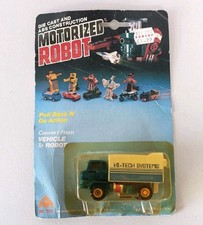 DIE CAST AND
ABS CONSTRUCTION
MOTORIZED
ROBOT
Pull Back 'N
Go Action
Convert From
VEHICLE
to ROBOT
HI-TECH SYSTEMS